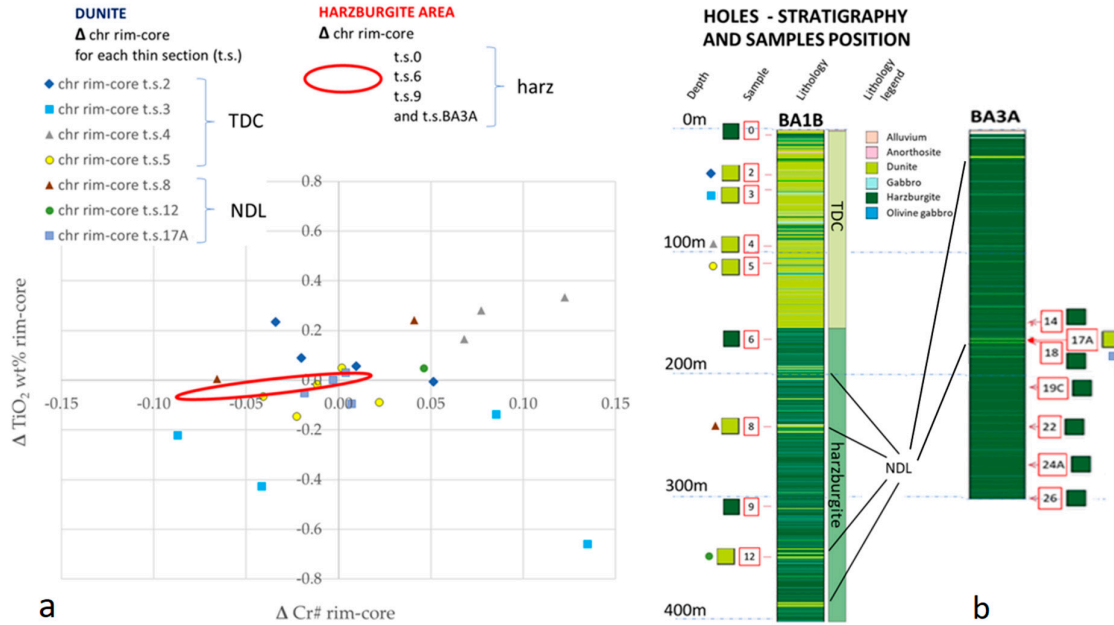 DUNITE
Δ chr rim-core
for each thin section (t.s.)
chr rim-core t.s.2
chr rim-core t.s.3
chr rim-core t.s.4
chr rim-core t.s.5
TDC
chr rim-core t.s.8
chr rim-core t.s.12
chr rim-core t.s.17A
NDL
HARZBURGITE AREA
Δ chr rim-core
t.s.0
t.s.6
t.s.9
and t.s.BA3A
harz
0.8
0.6
0.4
0.2
0.0
-0.2
-0.4
-0.6
-0.8
-0.15
-0.10
-0.05
0.00
0.05
0.10
0.15
Δ TiO₂ wt% rim-core
Δ Cr# rim-core
a
HOLES - STRATIGRAPHY
AND SAMPLES POSITION
Depth
Sample
Lithology
Lithology
legend
BA1B
BA3A
0m
100m
200m
300m
400m
0
2
3
4
5
6
8
9
12
TDC
harzburgite
Alluvium
Anorthosite
Dunite
Gabbro
Harzburgite
Olivine gabbro
NDL
14
17A
18
19C
22
24A
26
b